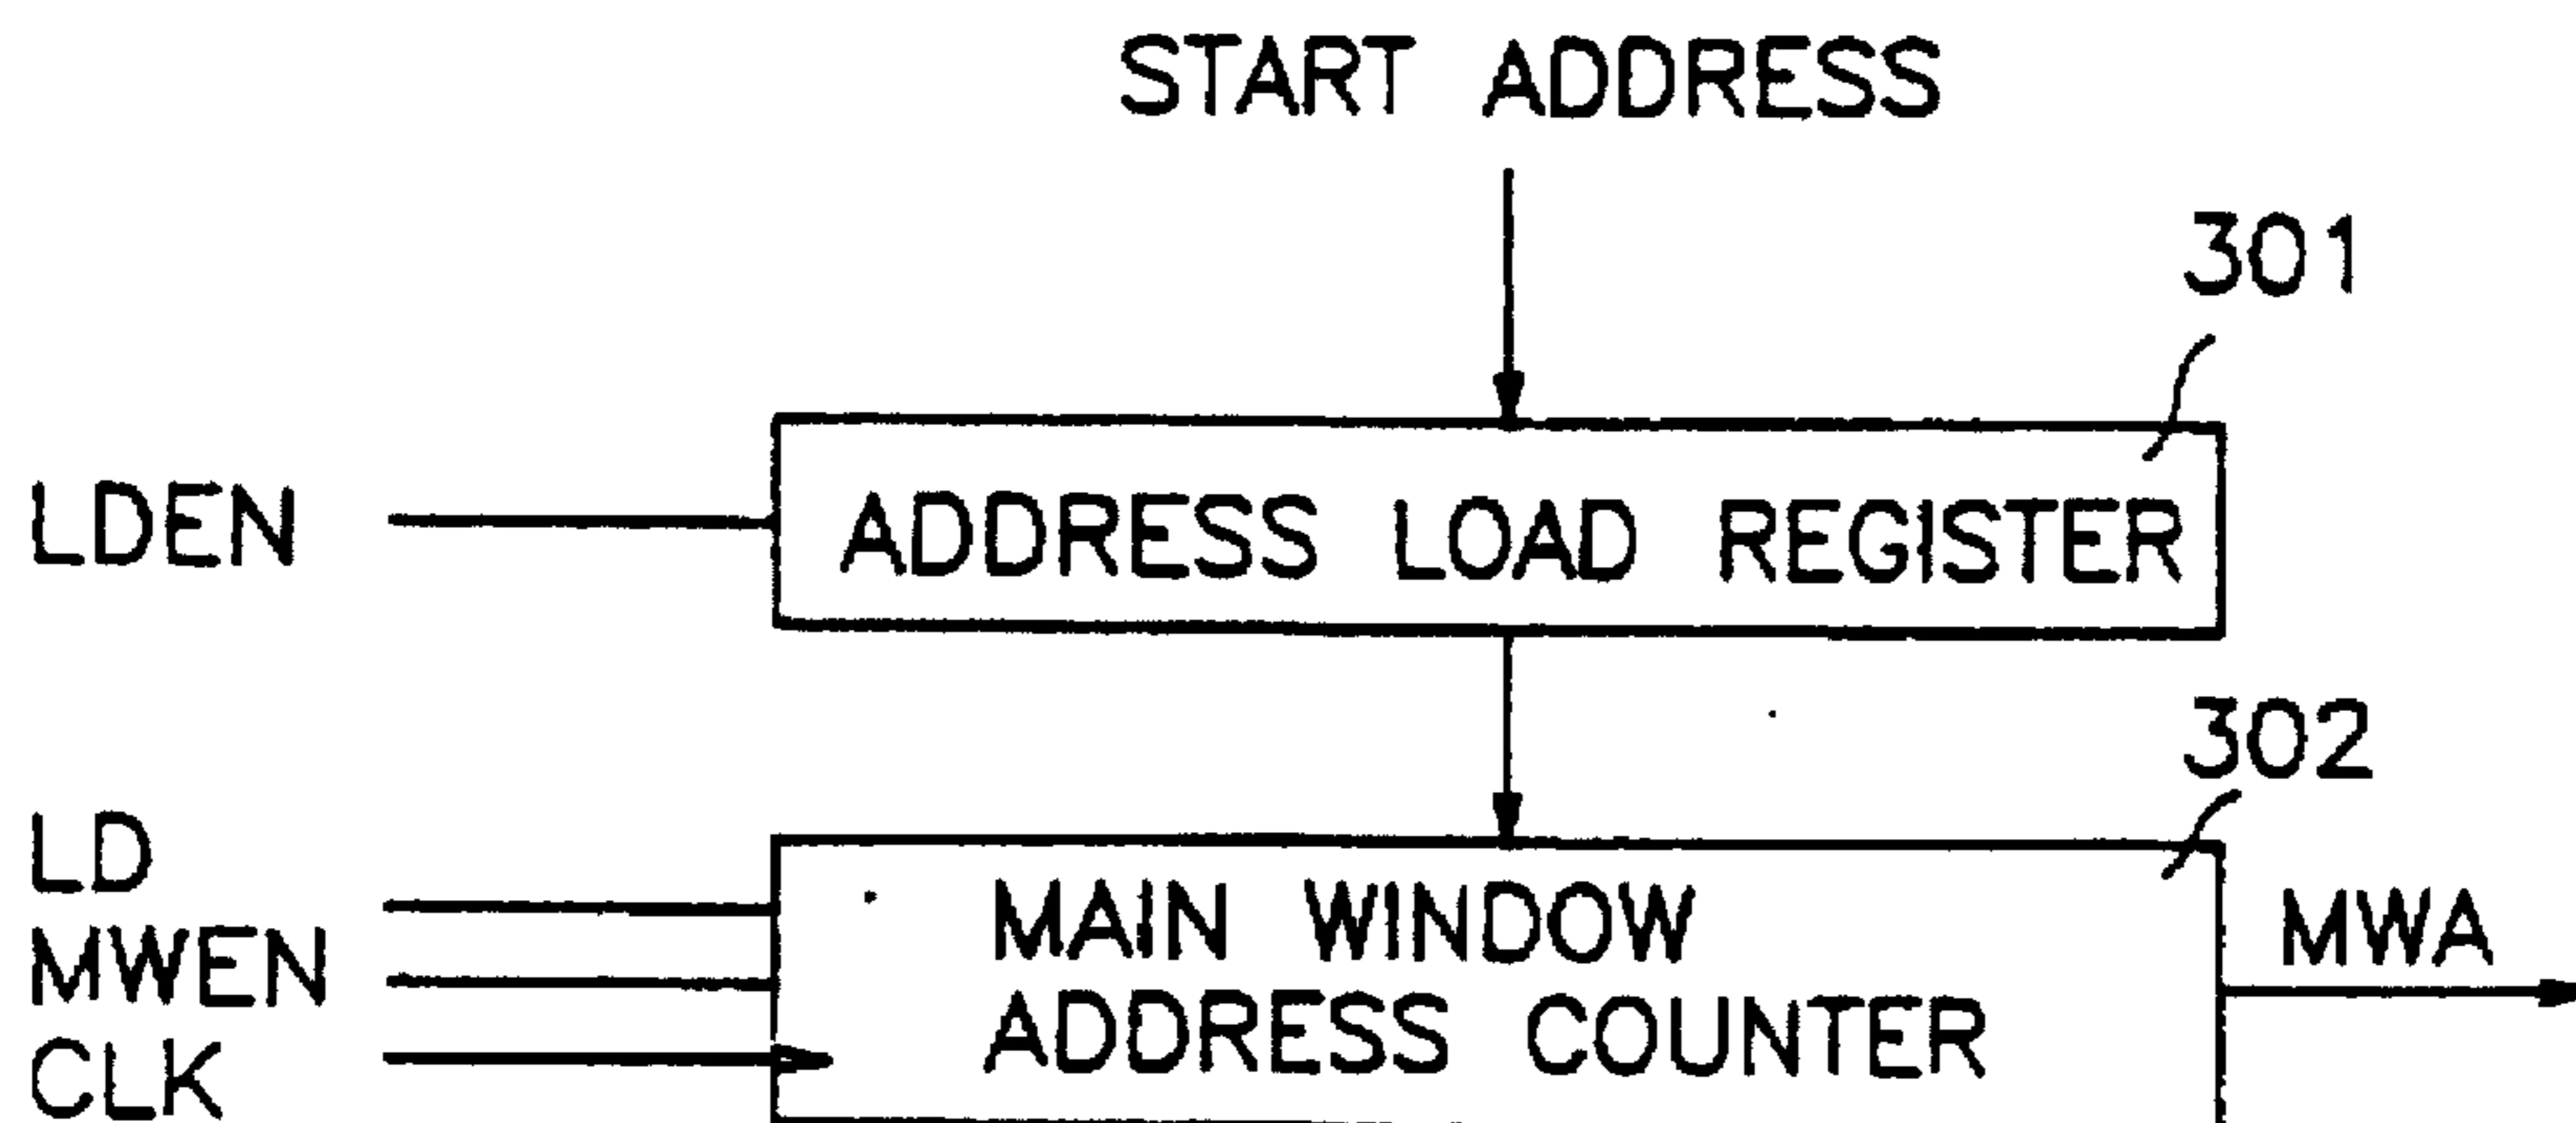 START ADDRESS
301
LDEN
ADDRESS LOAD REGISTER
302
LD
MWEN
CLK
MAIN WINDOW
ADDRESS COUNTER
MWA